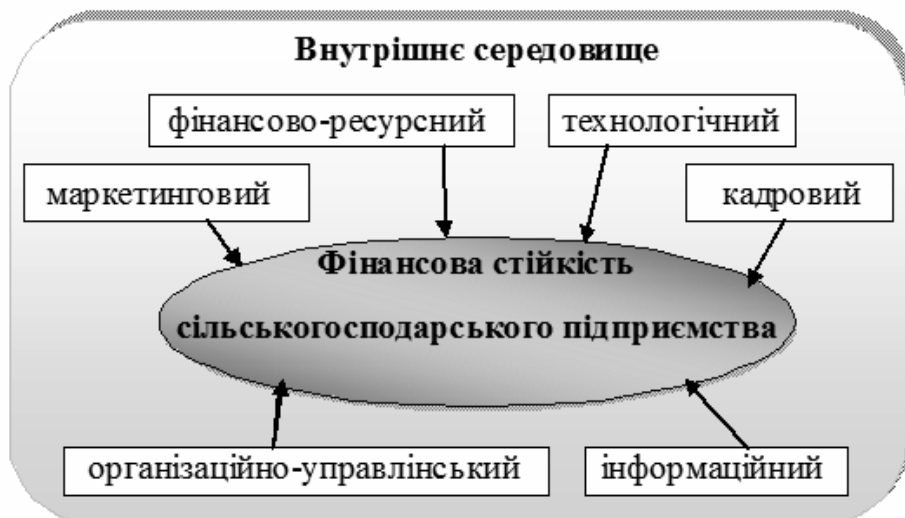 Внутрішнє середовище
фінансово-ресурсний
технологічний
маркетинговий
кадровий
Фінансова стійкість
сільськогосподарського підприємства
організаційно-управлінський
інформаційний